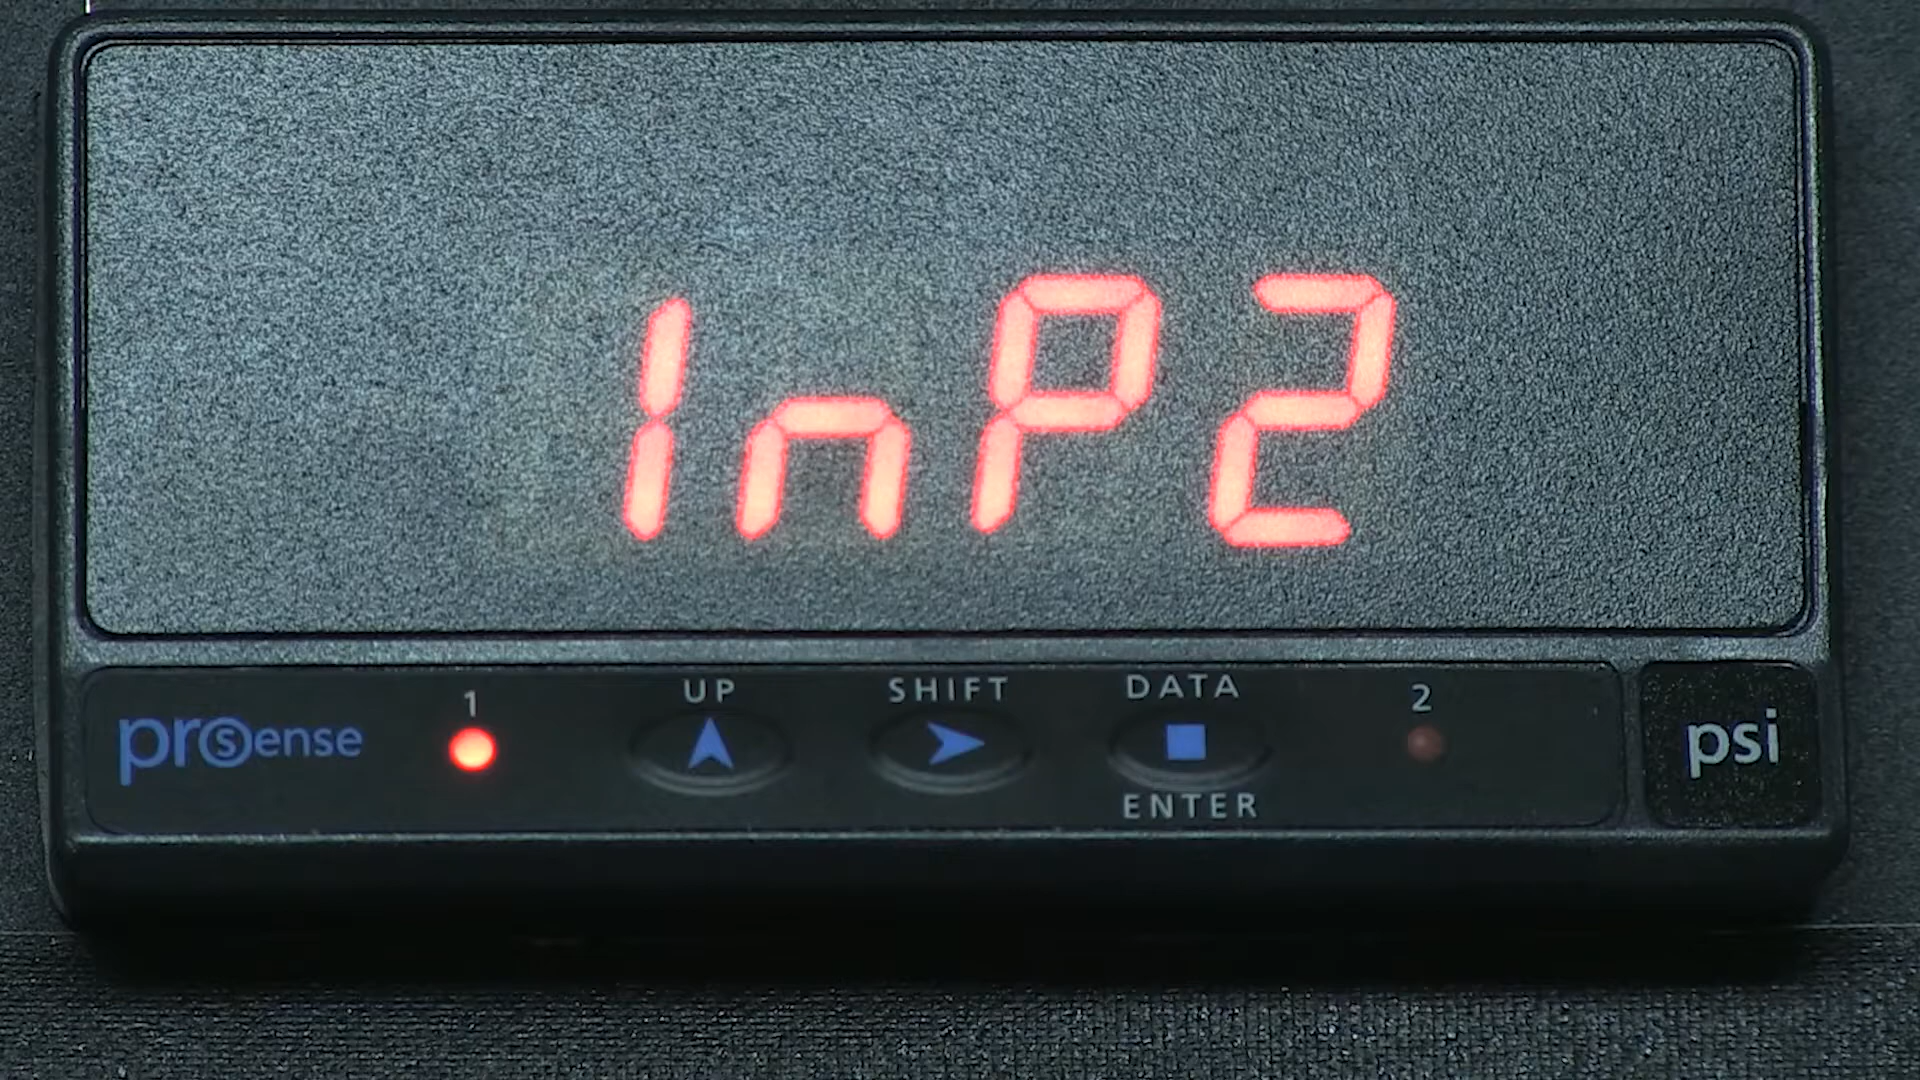 InP2
prosense
1
UP
SHIFT
DATA
ENTER
2
psi